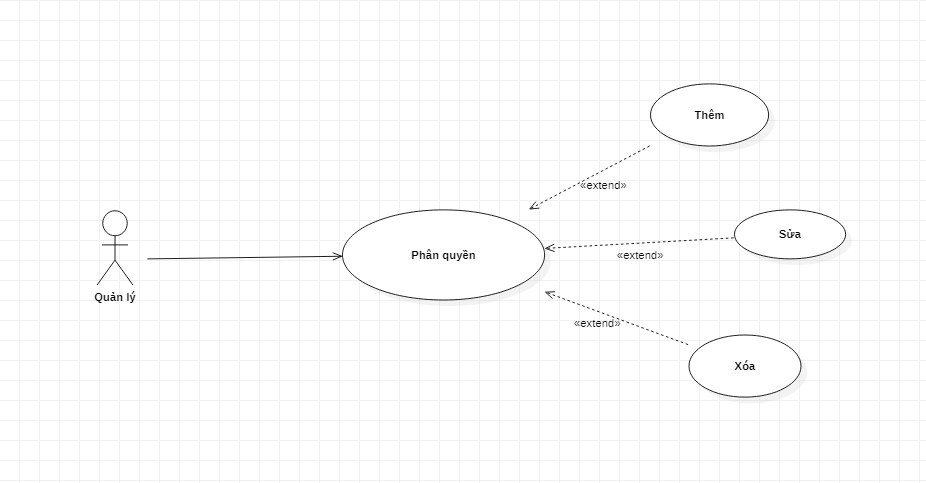 Thêm
«extend»
Sửa
Phân quyền
«extend»
Quản lý
«extend»
Xóa